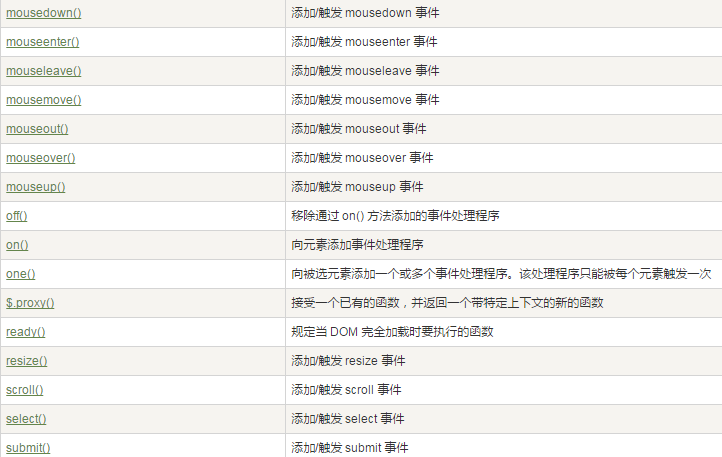 mousedown() 添加/触发 mousedown 事件
mouseenter() 添加/触发 mouseenter 事件
mouseleave() 添加/触发 mouseleave 事件
mousemove() 添加/触发 mousemove 事件
mouseout() 添加/触发 mouseout 事件
mouseover() 添加/触发 mouseover 事件
mouseup() 添加/触发 mouseup 事件
off() 移除通过 on() 方法添加的事件处理程序
on() 向元素添加事件处理程序
one() 向被选元素添加一个或多个事件处理程序。该处理程序只能被每个元素触发一次
$.proxy() 接受一个已有的函数，并返回一个带特定上下文的新的函数
ready() 规定当 DOM 完全加载时要执行的函数
resize() 添加/触发 resize 事件
scroll() 添加/触发 scroll 事件
select() 添加/触发 select 事件
submit() 添加/触发 submit 事件